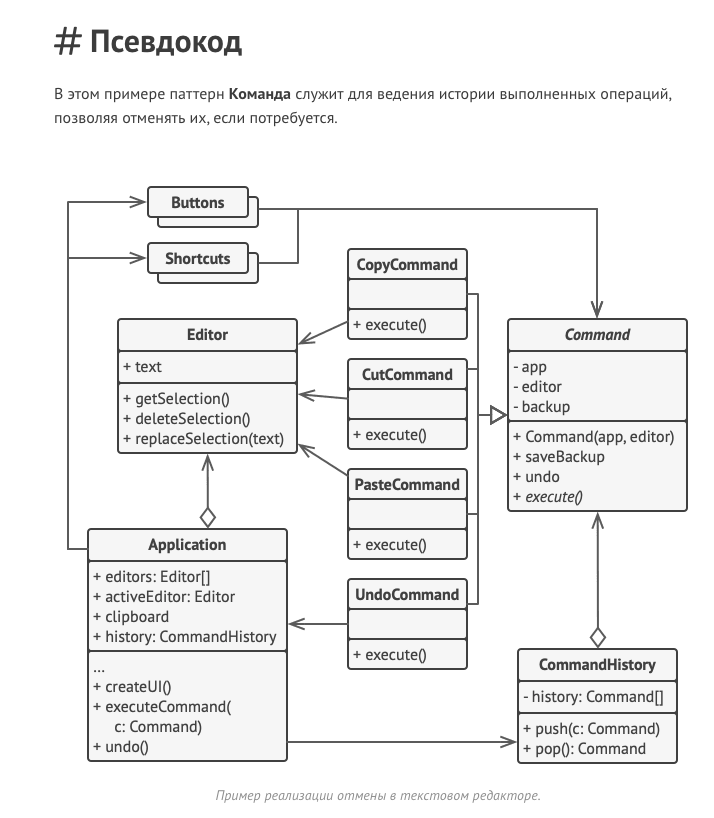 # Псевдокод
В этом примере паттерн Команда служит для ведения истории выполненных операций,
позволяя отменять их, если потребуется.
Buttons
Shortcuts
CopyCommand
+ execute()
Editor
+ text
+ getSelection()
+ deleteSelection()
+ replaceSelection(text)
CutCommand
+ execute()
Command
- app
- editor
- backup
+ Command(app, editor)
+ saveBackup
+ undo
+ execute()
PasteCommand
+ execute()
Application
+ editors: Editor[]
+ activeEditor: Editor
+ clipboard
+ history: CommandHistory
...
+ createUI()
+ executeCommand(
c: Command)
+ undo()
UndoCommand
+ execute()
CommandHistory
- history: Command[]
+ push(c: Command)
+ pop(): Command
Пример реализации отмены в текстовом редакторе.